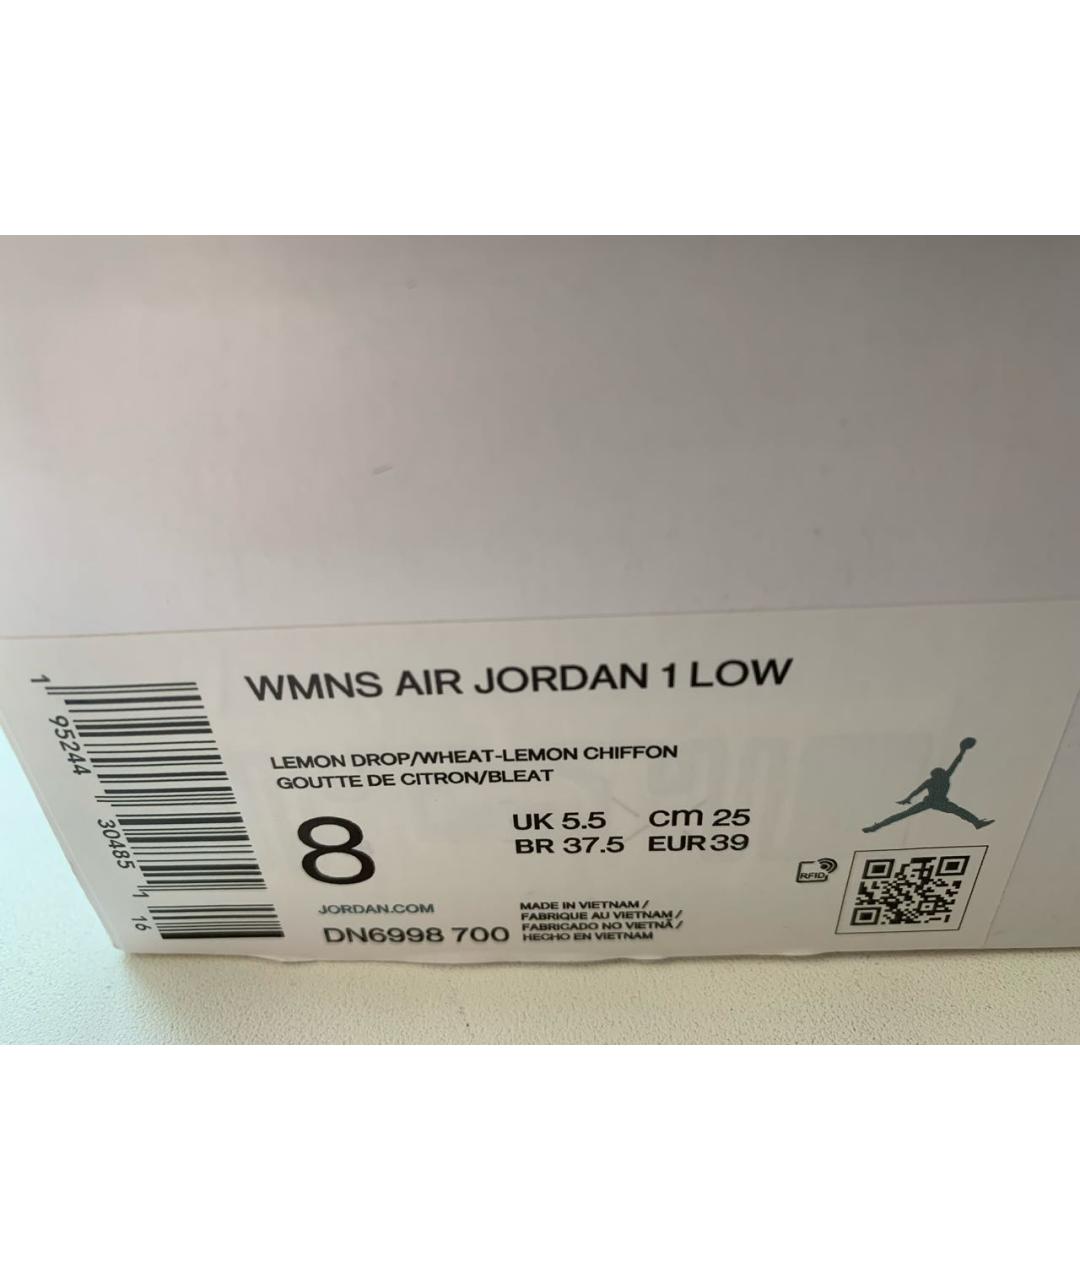 WMNS AIR JORDAN 1 LOW
LEMON DROP/WHEAT-LEMON CHIFFON
GOUTTE DE CITRON/BLEAT
8
UK 5.5 cm 25
BR 37.5 EUR 39
RFID
JORDAN.COM
DN6998 700
MADE IN VIETNAM /
FABRIQUE AU VIETNAM /
FABRICADO NO VIETNÃ /
HECHO EN VIETNAM
1 95244 30485 1 16